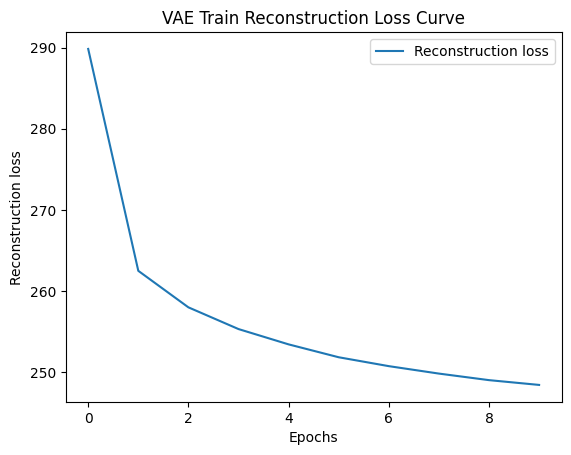 VAE Train Reconstruction Loss Curve
Reconstruction loss
290
280
270
260
250
Reconstruction loss
0
2
4
6
8
Epochs